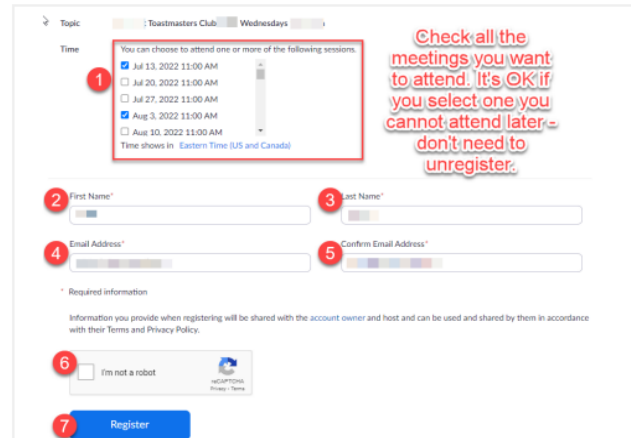 Topic : Toastmasters Club Wednesdays
Time You can choose to attend one or more of the following sessions.
1
Jul 13, 2022 11:00 AM
Jul 20, 2022 11:00 AM
Jul 27, 2022 11:00 AM
Aug 3, 2022 11:00 AM
Aug 10, 2022 11:00 AM
Time shows in Eastern Time (US and Canada)
Check all the
meetings you want
to attend. It's OK if
you select one you
cannot attend later -
don't need to
unregister.
2 First Name*
3 Last Name*
4 Email Address*
5 Confirm Email Address*
* Required information
Information you provide when registering will be shared with the account owner and host and can be used and shared by them in accordance
with their Terms and Privacy Policy.
6 I'm not a robot
reCAPTCHA
Privacy - Terms
7 Register